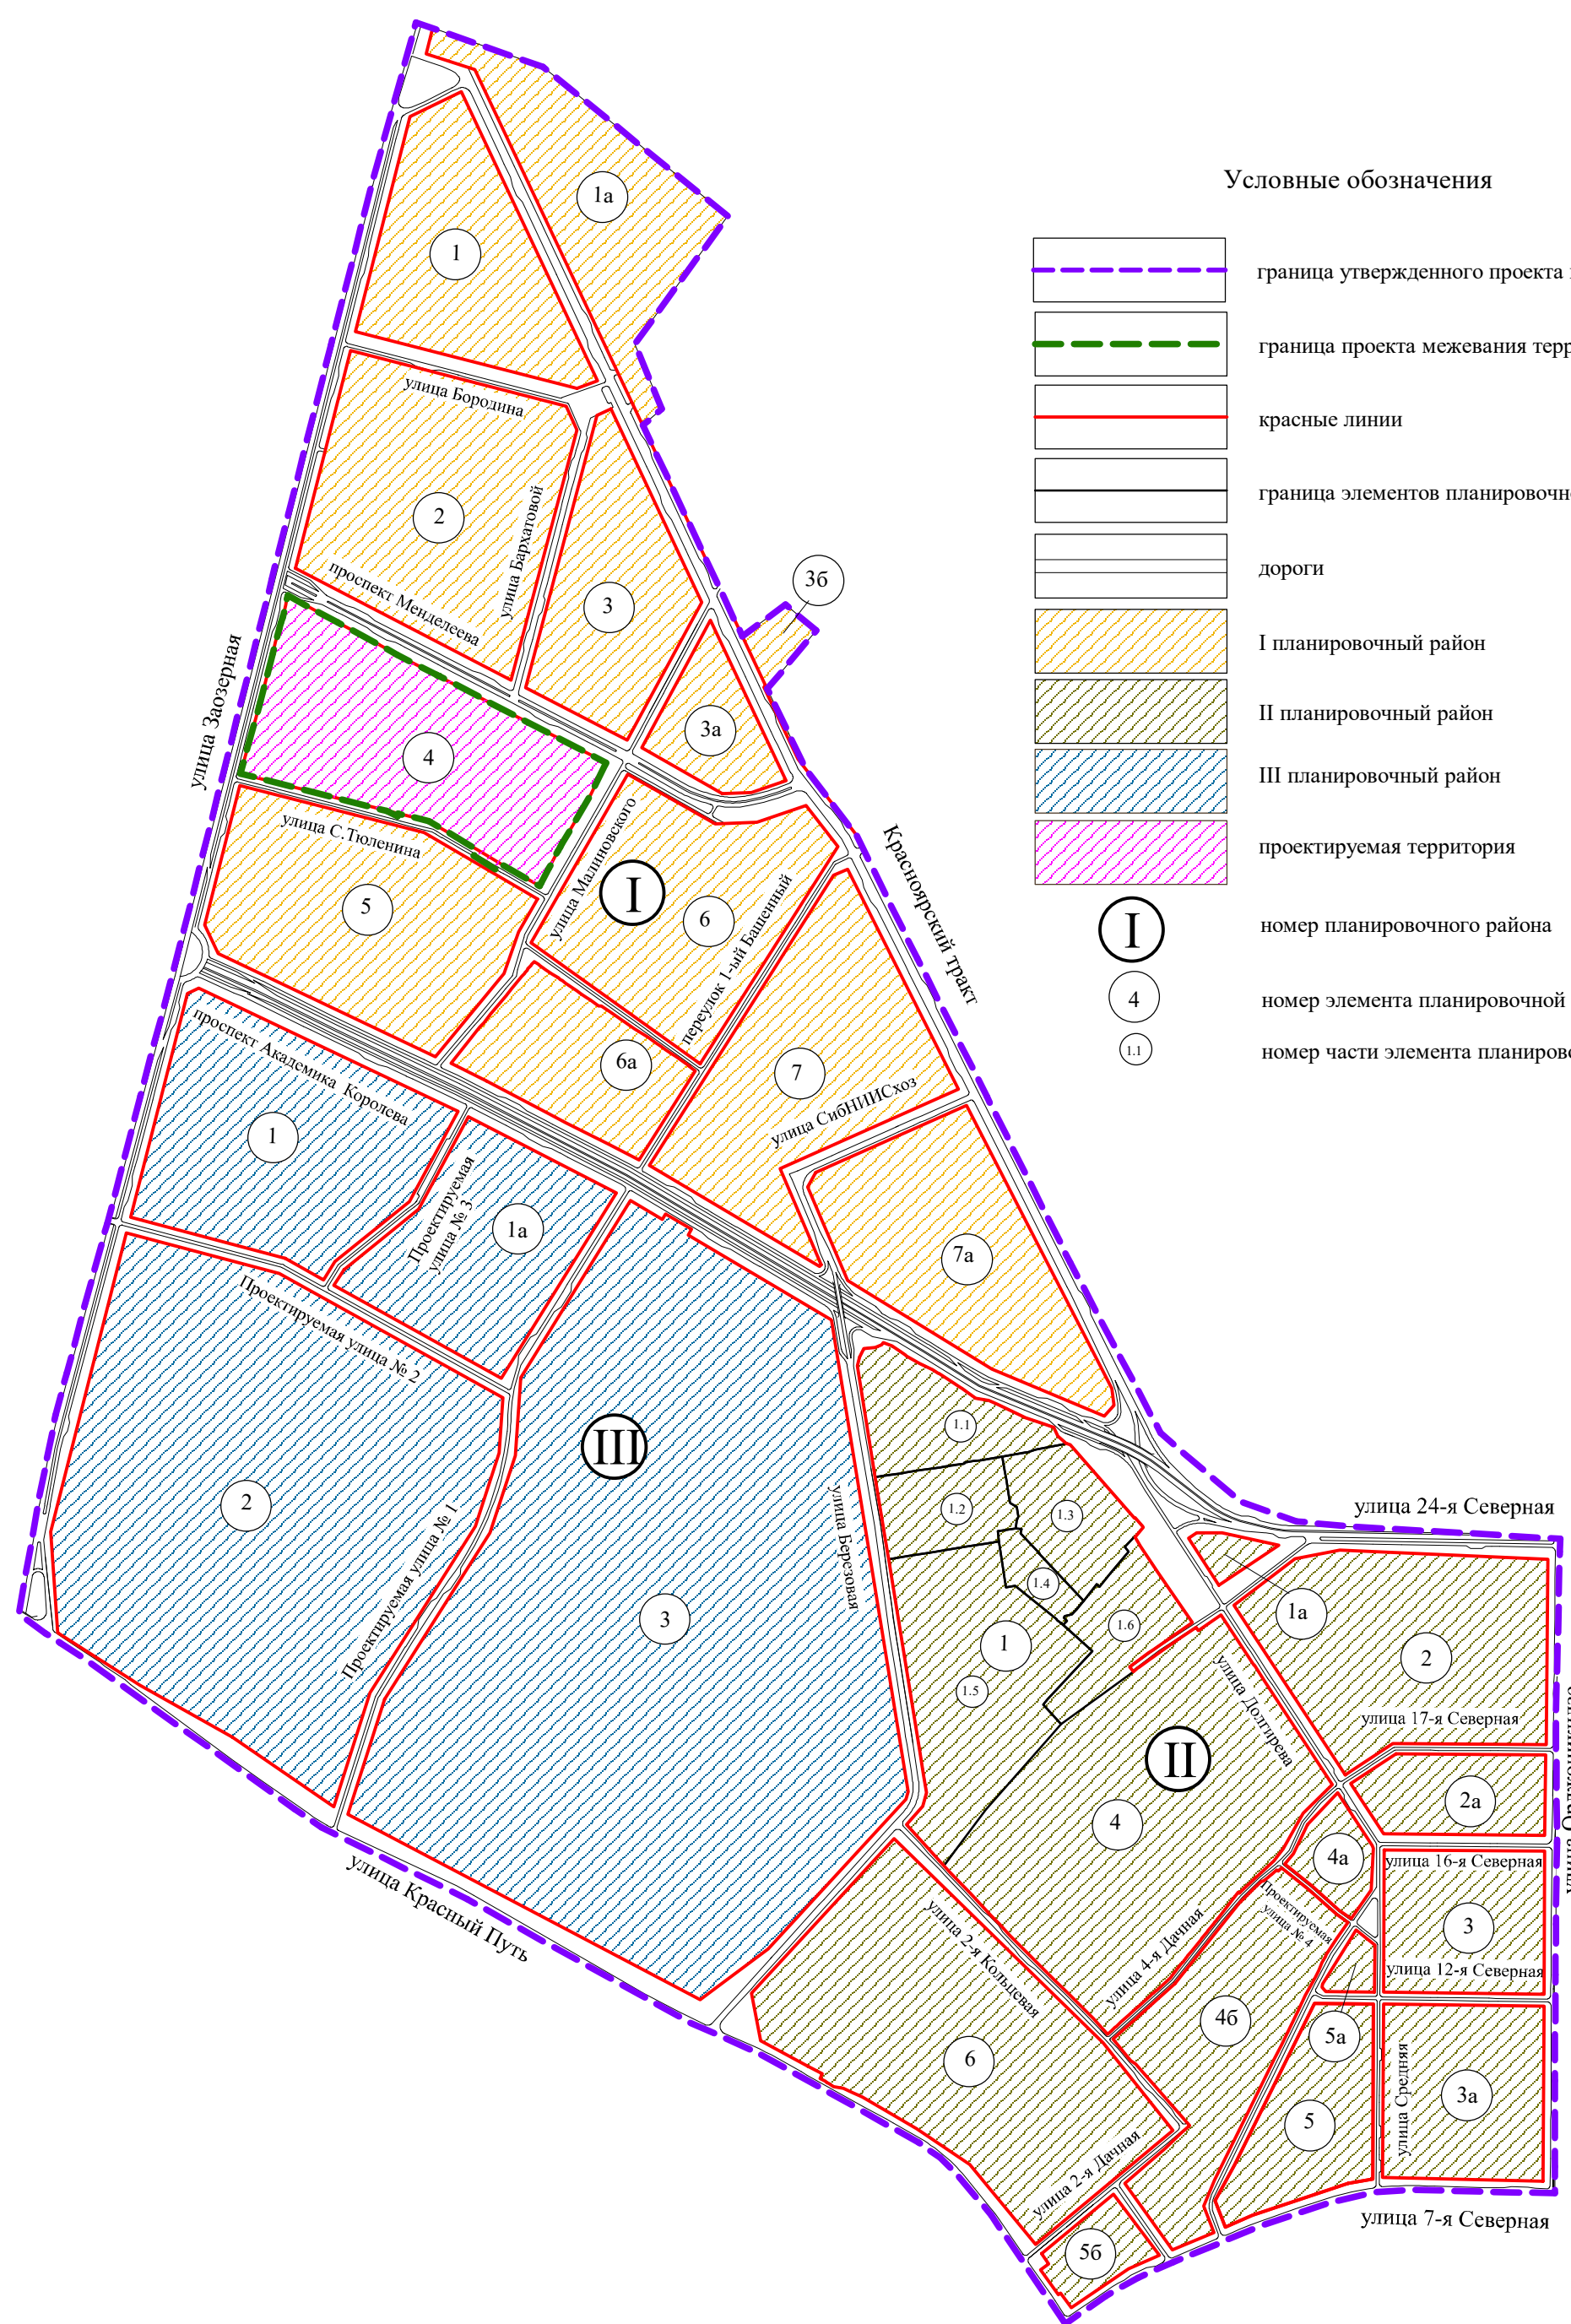 Условные обозначения
граница утвержденного проекта
граница проекта межевания
красные линии
граница элементов
дороги
I планировочный район
II планировочный район
III планировочный район
проектируемая территория
I
номер планировочного района
4
номер элемента планировочной
1.1
номер части элемента
1а
1
улица Бородина
2
улица Бархатовой
проспект Менделеева
3
3б
3а
улица Заозерная
4
улица С.Тюленина
улица Малиновского
I
5
6
переулок 1-ый Башенный
Красноярский тракт
6а
7
улица СибНИИСхоз
7а
проспект Академика Королева
1
Проектируемая
улица № 3
1а
Проектируемая улица № 2
III
2
Проектируемая улица № 1
3
улица Березовая
улица Красный Путь
1.1
1.2
1.3
1.4
1
1.5
1.6
улица 24-я Северная
1а
2
улица 17-я Северная
улица Долгирева
II
4
2а
4а
улица 16-я Северная
Проектируемая
улица № 4
3
улица 12-я Северная
улица 2-я Кольцевая
улица 4-я Дачная
4б
5а
6
5
улица Средняя
3а
улица 2-я Дачная
5б
улица 7-я Северная